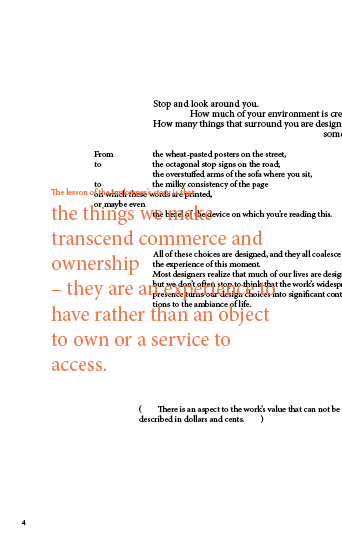 Stop and look around you.
How much of your environment is cre
How many things that surround you are design
some
From the wheat-pasted posters on the street,
to the octagonal stop signs on the road;
the overstuffed arms of the sofa where you sit,
to the milky consistency of the page
on which these words are printed,
or maybe even
the bezel of the device on which you're reading this.
The lesson of the is that
the things we make
transcend commerce and
ownership
– they are an experience to
have rather than an object
to own or a service to
access.
All of these choices are designed, and they all coalesce
the experience of this moment.
Most designers realize that much of our lives are desig
but we don't often stop to think that the work's widesp
presence turns our design choices into significant cont
tions to the ambiance of life.
( There is an aspect to the work's value that can not be
described in dollars and cents. )
4